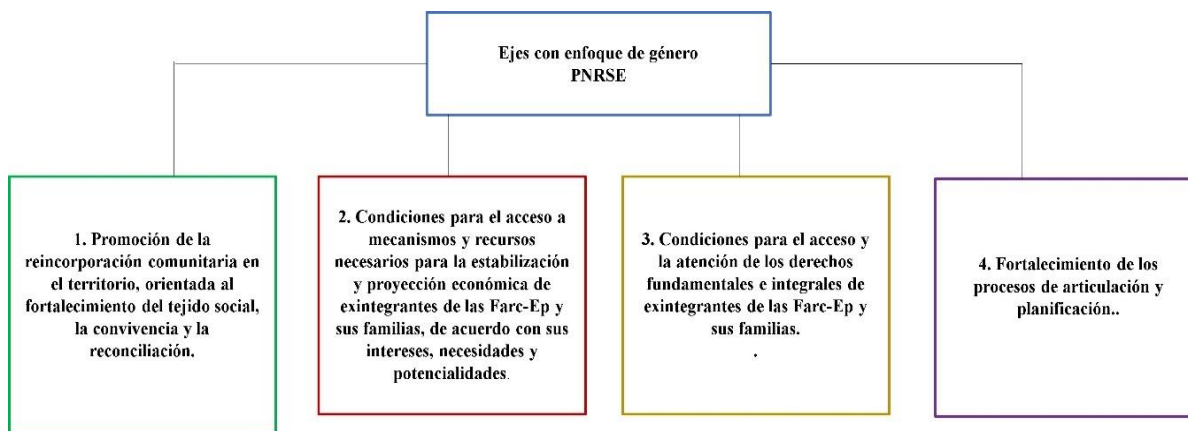 Ejes con enfoque de género
PNRSE
1. Promoción de la
reincorporación comunitaria en
el territorio, orientada al
fortalecimiento del tejido social,
la convivencia y la
reconciliación.
2. Condiciones para el acceso a
mecanismos y recursos
necesarios para la estabilización
y proyección económica de
exintegrantes de las Farc-Ep y
sus familias, de acuerdo con sus
intereses, necesidades y
potencialidades.
3. Condiciones para el acceso y
la atención de los derechos
fundamentales e integrales de
exintegrantes de las Farc-Ep y
sus familias.
.
4. Fortalecimiento de los
procesos de articulación y
planificación..